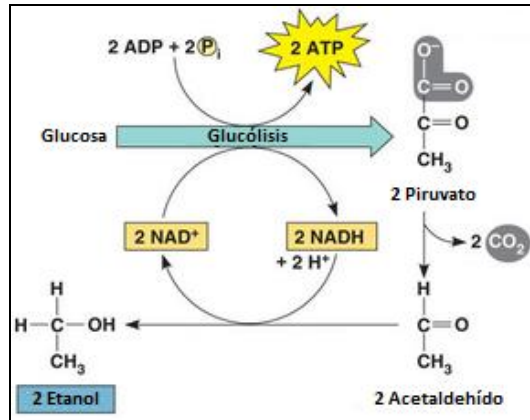 2 ADP + 2 Pi
2 ATP
Glucosa
Glucólisis
O⁻
C=O
C=O
CH₃
2 Piruvato
2 NAD⁺
2 NADH
+ 2 H⁺
2 CO₂
H
H—C—OH
CH₃
2 Etanol
H
C=O
CH₃
2 Acetaldehído